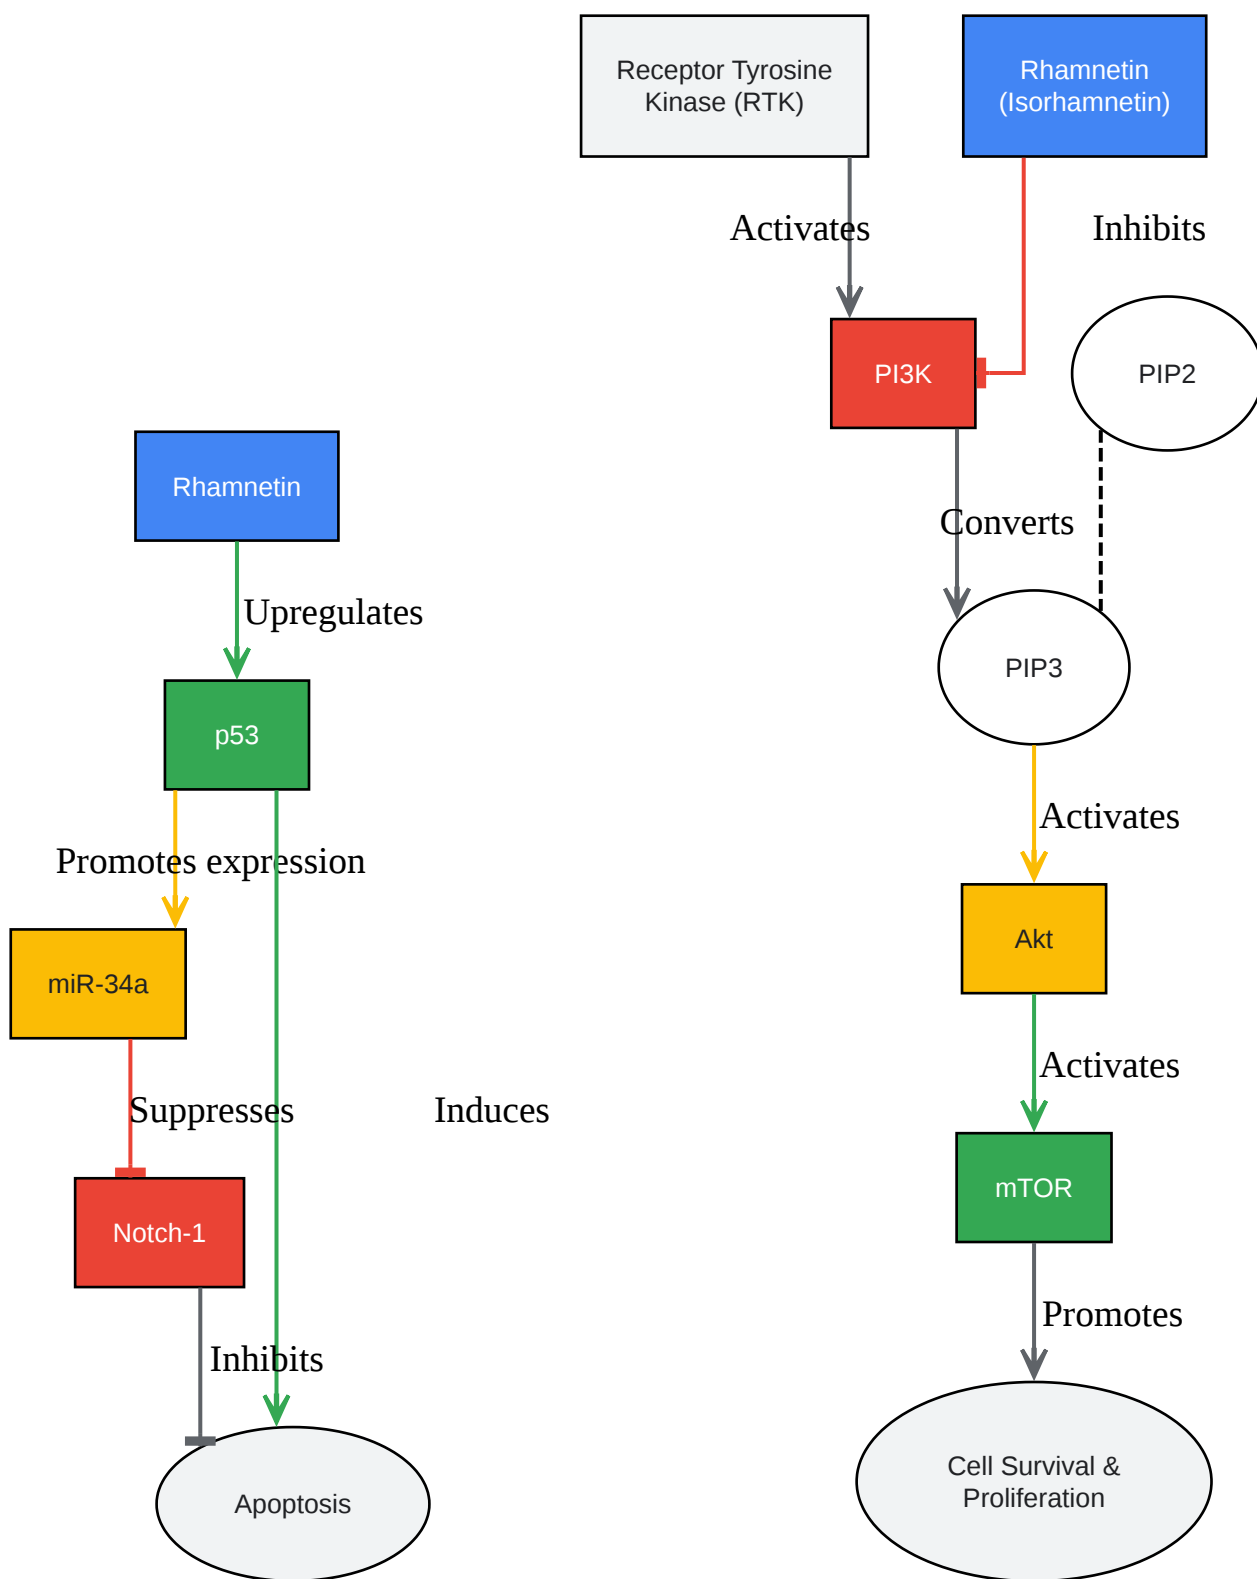 Receptor Tyrosine
Kinase (RTK)
Rhamnetin
(Isorhamnetin)
Activates
Inhibits
PI3K
PIP2
Rhamnetin
Converts
Upregulates
PIP3
p53
Activates
Promotes expression
Akt
miR-34a
Activates
Suppresses
Induces
mTOR
Notch-1
Promotes
Inhibits
Cell Survival &
Proliferation
Apoptosis